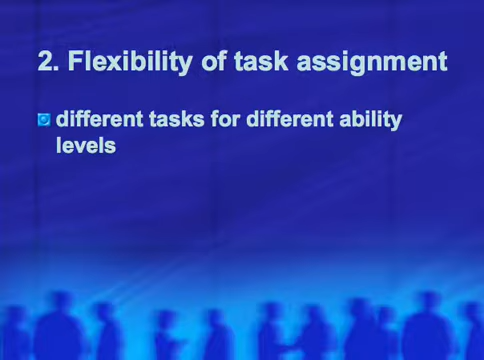 2. Flexibility of task assignment
different tasks for different ability
levels